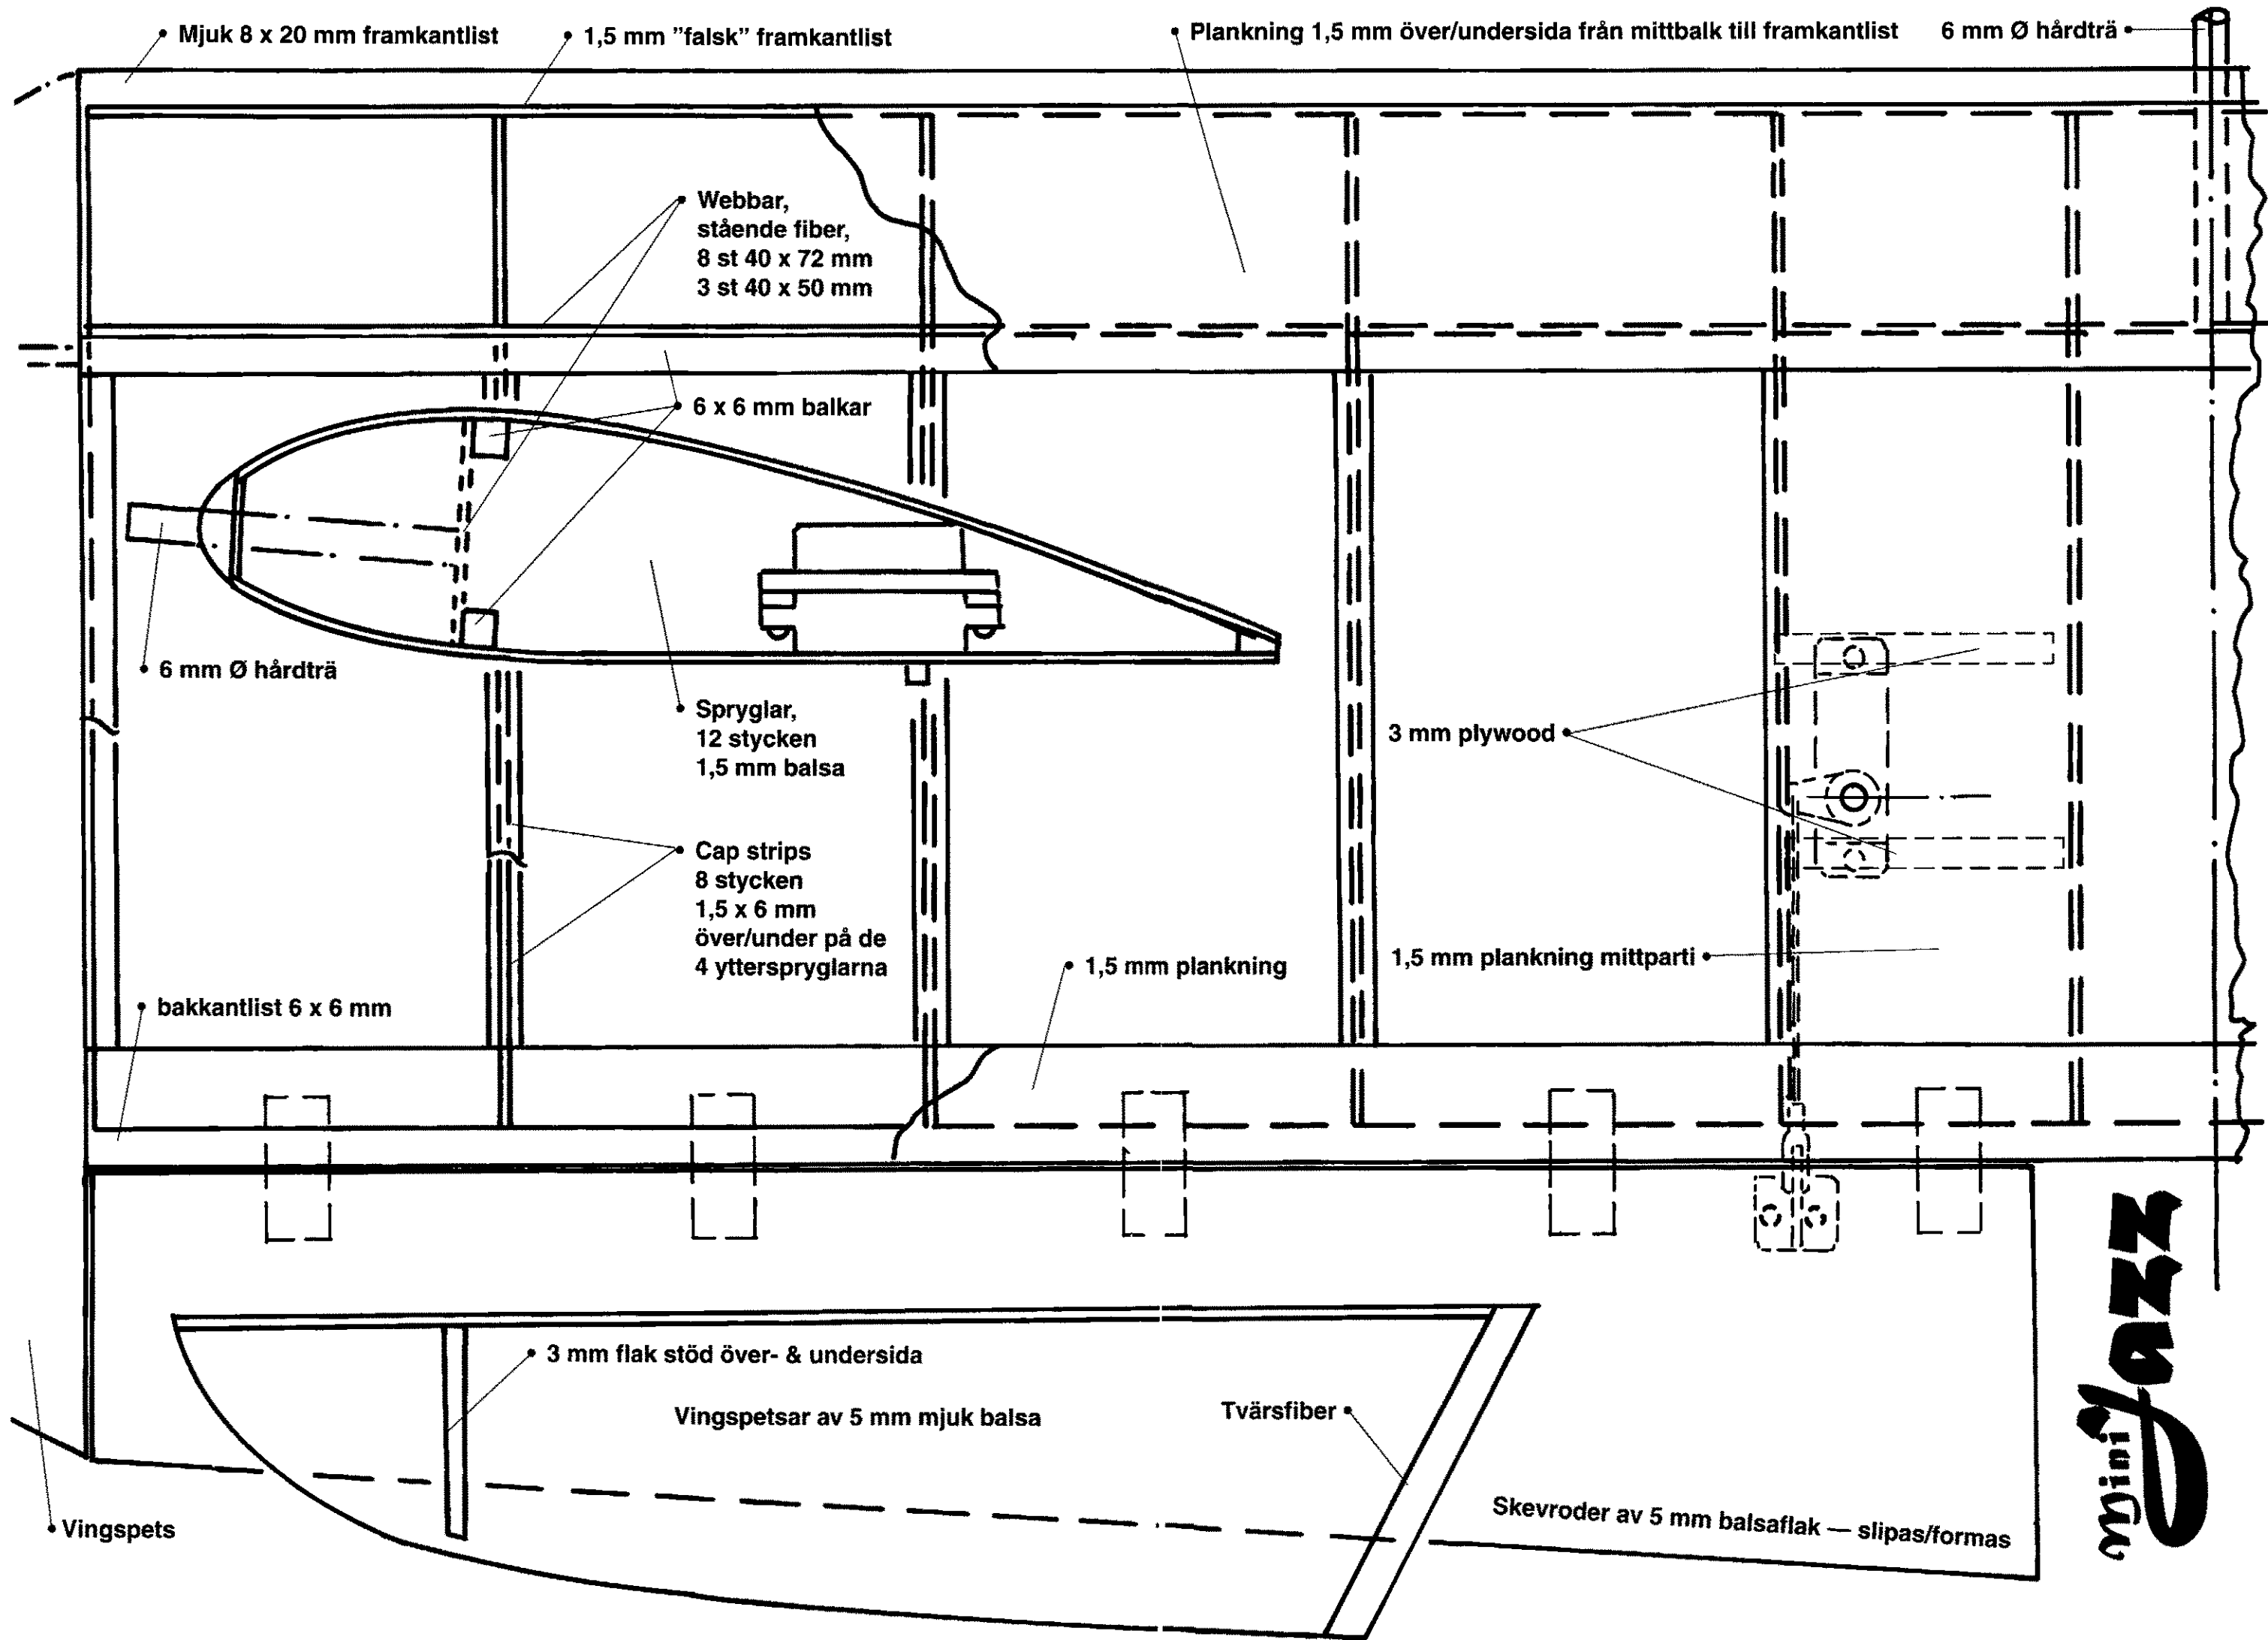 Mjuk 8 x 20 mm framkantlist
1,5 mm ”falsk” framkantlist
Plankning 1,5 mm över/undersida från mittbalk till framkantlist
6 mm Ø hårdträ
Webbar,
stående fiber,
8 st 40 x 72 mm
3 st 40 x 50 mm
6 x 6 mm balkar
6 mm Ø hårdträ
Spryglar,
12 stycken
1,5 mm balsa
3 mm plywood
Cap strips
8 stycken
1,5 x 6 mm
över/under på de
4 ytterspryglarna
1,5 mm plankning
1,5 mm plankning mittparti
bakkantlist 6 x 6 mm
3 mm flak stöd över- & undersida
Vingspetsar av 5 mm mjuk balsa
Tvärsfiber
Vingspets
Skevroder av 5 mm balsaflak — slipas/formas
mini Jazz